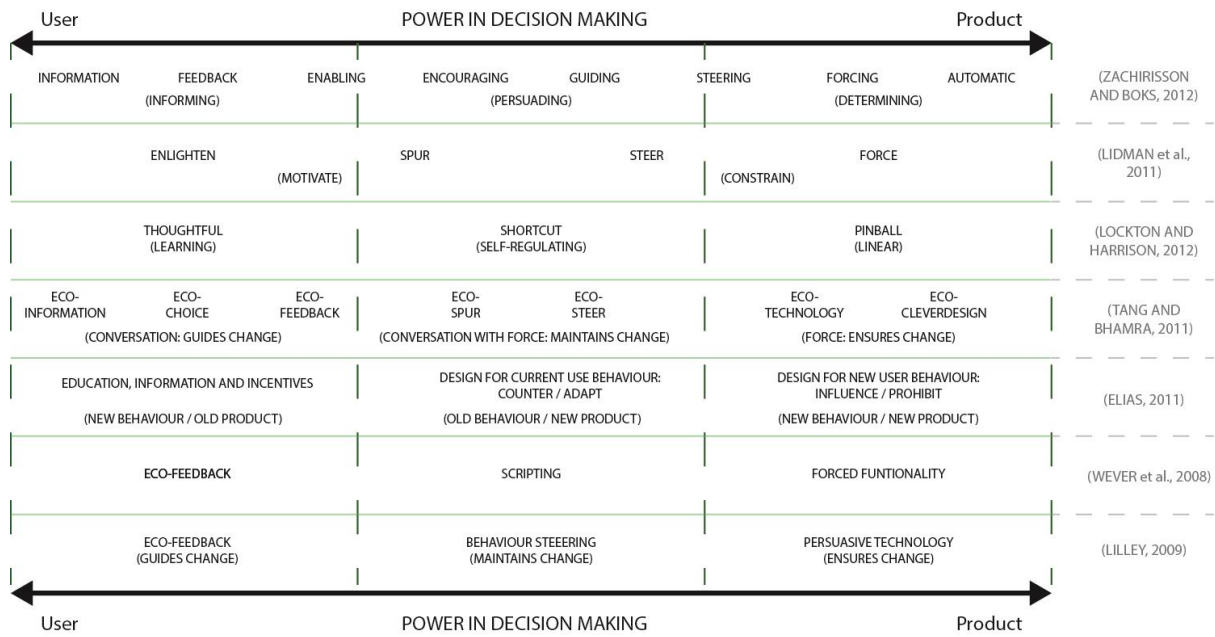 User POWER IN DECISION MAKING Product
INFORMATION FEEDBACK ENABLING ENCOURAGING GUIDING STEERING FORCING AUTOMATIC
(INFORMING) (PERSUADING) (DETERMINING)
(ZACHIRISSON
AND BOKS, 2012)
ENLIGHTEN SPUR STEER FORCE
(MOTIVATE) (CONSTRAIN)
(LIDMAN et al.,
2011)
THOUGHTFUL SHORTCUT PINBALL
(LEARNING) (SELF-REGULATING) (LINEAR)
(LOCKTON AND
HARRISON, 2012)
ECO- ECO- ECO- ECO- ECO- ECO- ECO-
INFORMATION CHOICE FEEDBACK SPUR STEER TECHNOLOGY CLEVERDESIGN
(CONVERSATION: GUIDES CHANGE) (CONVERSATION WITH FORCE: MAINTAINS CHANGE) (FORCE: ENSURES CHANGE)
(TANG AND
BHAMRA, 2011)
EDUCATION, INFORMATION AND INCENTIVES DESIGN FOR CURRENT USE BEHAVIOUR: DESIGN FOR NEW USER BEHAVIOUR:
COUNTER / ADAPT INFLUENCE / PROHIBIT
(NEW BEHAVIOUR / OLD PRODUCT) (OLD BEHAVIOUR / NEW PRODUCT) (NEW BEHAVIOUR / NEW PRODUCT)
(ELIAS, 2011)
ECO-FEEDBACK SCRIPTING FORCED FUNTIONALITY
(WEVER et al., 2008)
ECO-FEEDBACK BEHAVIOUR STEEERING PERSUASIVE TECHNOLOGY
(GUIDES CHANGE) (MAINTAINS CHANGE) (ENSURES CHANGE)
(LILLEY, 2009)
User POWER IN DECISION MAKING Product